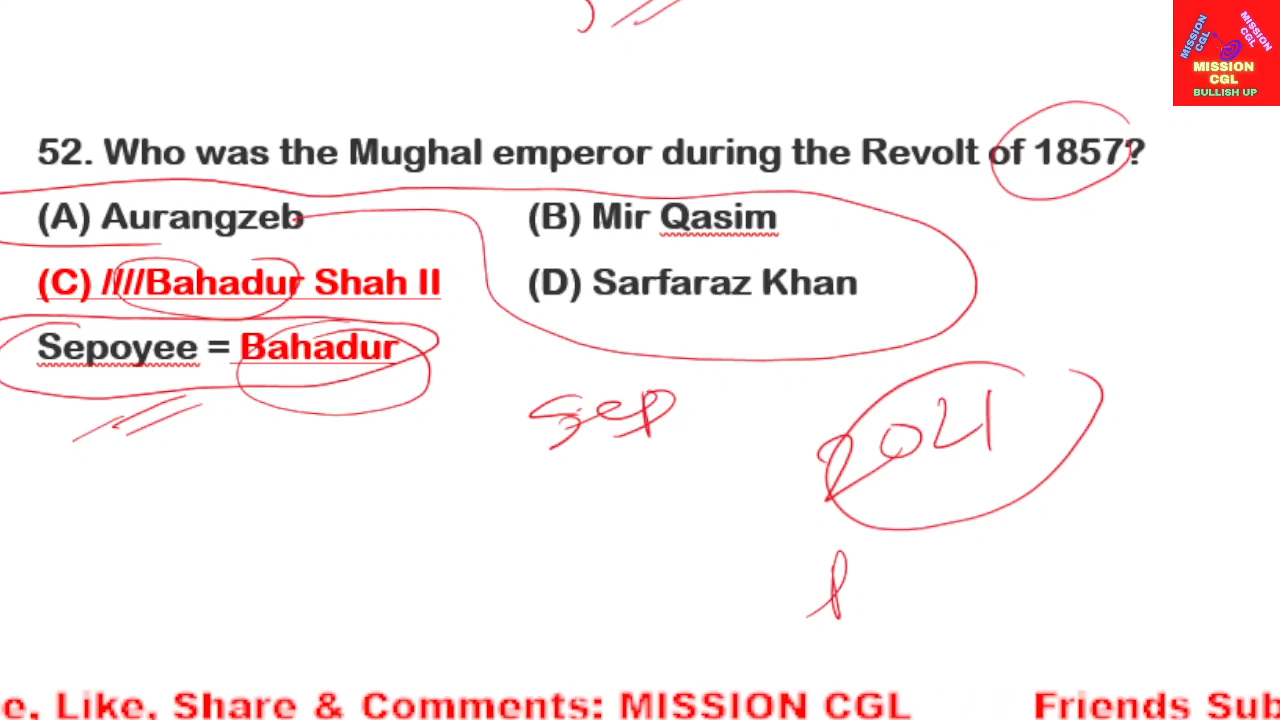 MISSION CGL
MISSION CGL
MISSION
CGL
BULLISH UP
52. Who was the Mughal emperor during the Revolt of 1857?
(A) Aurangzeb (B) Mir Qasim
(C) ////Bahadur Shah II (D) Sarfaraz Khan
Sepoyee = Bahadur
Sep
2021
e, Like, Share & Comments: MISSION CGL Friends Sub